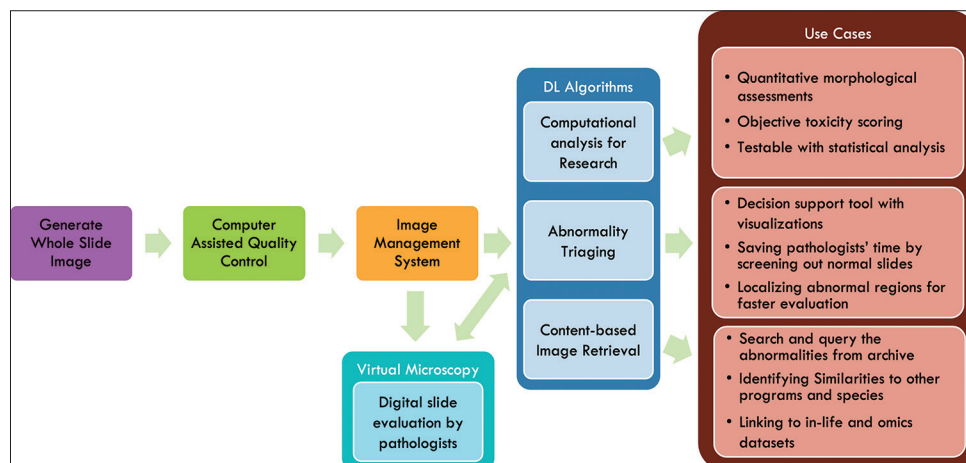 Generate
Whole Slide
Image
Computer
Assisted Quality
Control
Image
Management
System
Virtual Microscopy
Digital slide
evaluation by
pathologists
DL Algorithms
Computational
analysis for
Research
Abnormality
Triaging
Content-based
Image Retrieval
Use Cases
• Quantitative morphological
assessments
• Objective toxicity scoring
• Testable with statistical analysis
• Decision support tool with
visualizations
• Saving pathologists' time by
screening out normal slides
• Localizing abnormal regions for
faster evaluation
• Search and query the
abnormalities from archive
• Identifying Similarities to other
programs and species
• Linking to in-life and omics
datasets